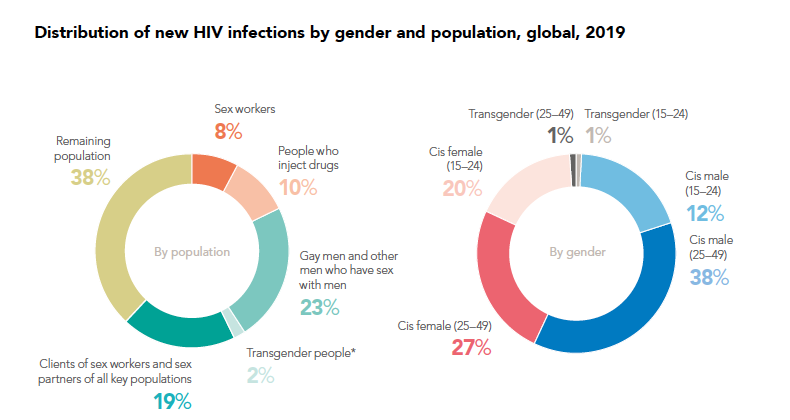 Distribution of new HIV infections by gender and population, global, 2019
Sex workers
8%
People who
inject drugs
10%
Gay men and other
men who have sex
with men
23%
Transgender people*
2%
Clients of sex workers and sex
partners of all key populations
19%
Remaining
population
38%
By population
Transgender (25–49)
1%
Transgender (15–24)
1%
Cis male
(15–24)
12%
Cis male
(25–49)
38%
Cis female (25–49)
27%
Cis female
(15–24)
20%
By gender